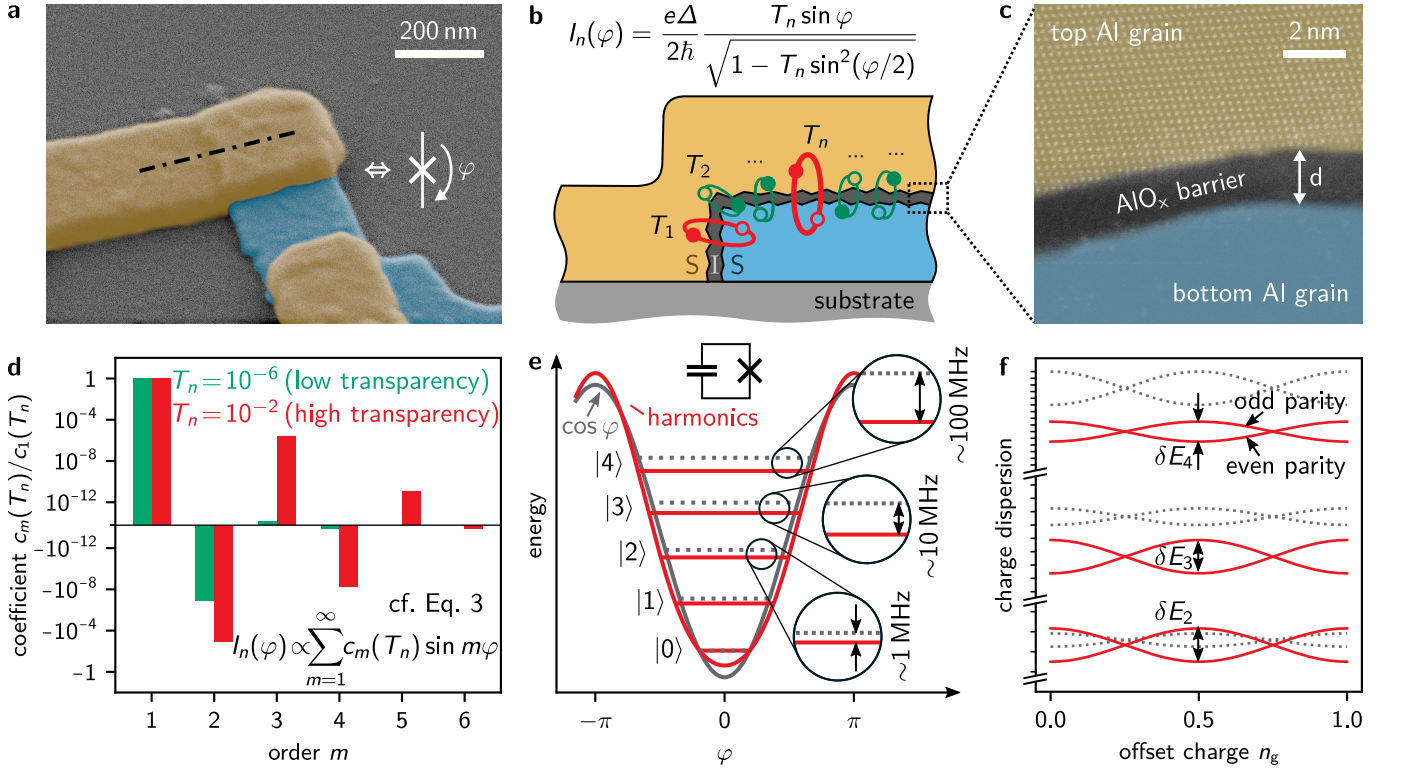 a
200 nm
⇔
φ
b
I_n(φ) = eΔ/2ℏ · T_n sin φ / √(1 − T_n sin²(φ/2))
T_1
T_2
...
T_n
...
...
S I S
substrate
c
top Al grain
2 nm
AlO_x barrier
d
bottom Al grain
d
coefficient c_m(T_n)/c_1(T_n)
1
10^−4
10^−8
10^−12
−10^−12
−10^−8
−10^−4
−1
T_n = 10^−6 (low transparency)
T_n = 10^−2 (high transparency)
cf. Eq. 3
I_n(φ) ∝ ∑_{m=1}^{∞} c_m(T_n) sin mφ
1 2 3 4 5 6
order m
e
energy
cos φ
harmonics
|4⟩
|3⟩
|2⟩
|1⟩
|0⟩
~100 MHz
~10 MHz
~1 MHz
−π 0 π
φ
f
charge dispersion
odd parity
even parity
δE_4
δE_3
δE_2
0.0 0.5 1.0
offset charge n_g